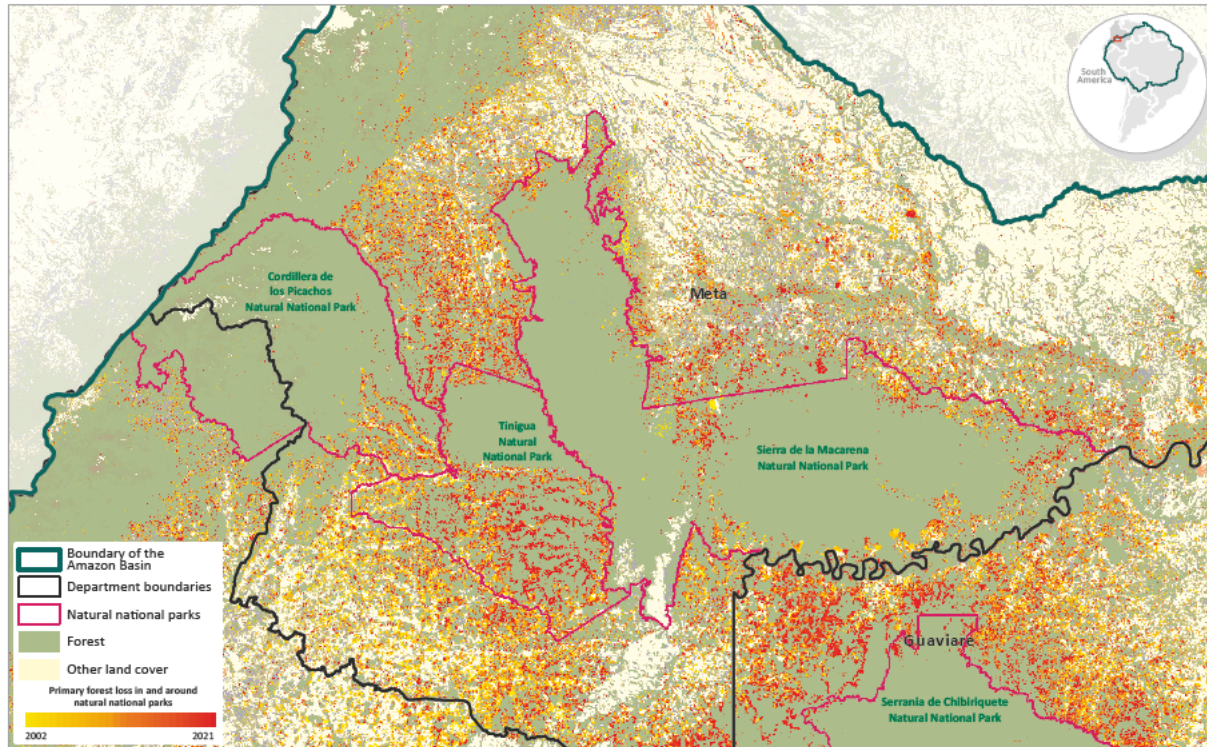 South
America
Cordillera de
los Picachos
Natural National Park
Meta
Tinigua
Natural
National Park
Sierra de la Macarena
Natural National Park
Guaviare
Serrania de Chibiriquete
Natural National Park
Boundary of the
Amazon Basin
Department boundaries
Natural national parks
Forest
Other land cover
Primary forest loss in and around
natural national parks
2002 2021